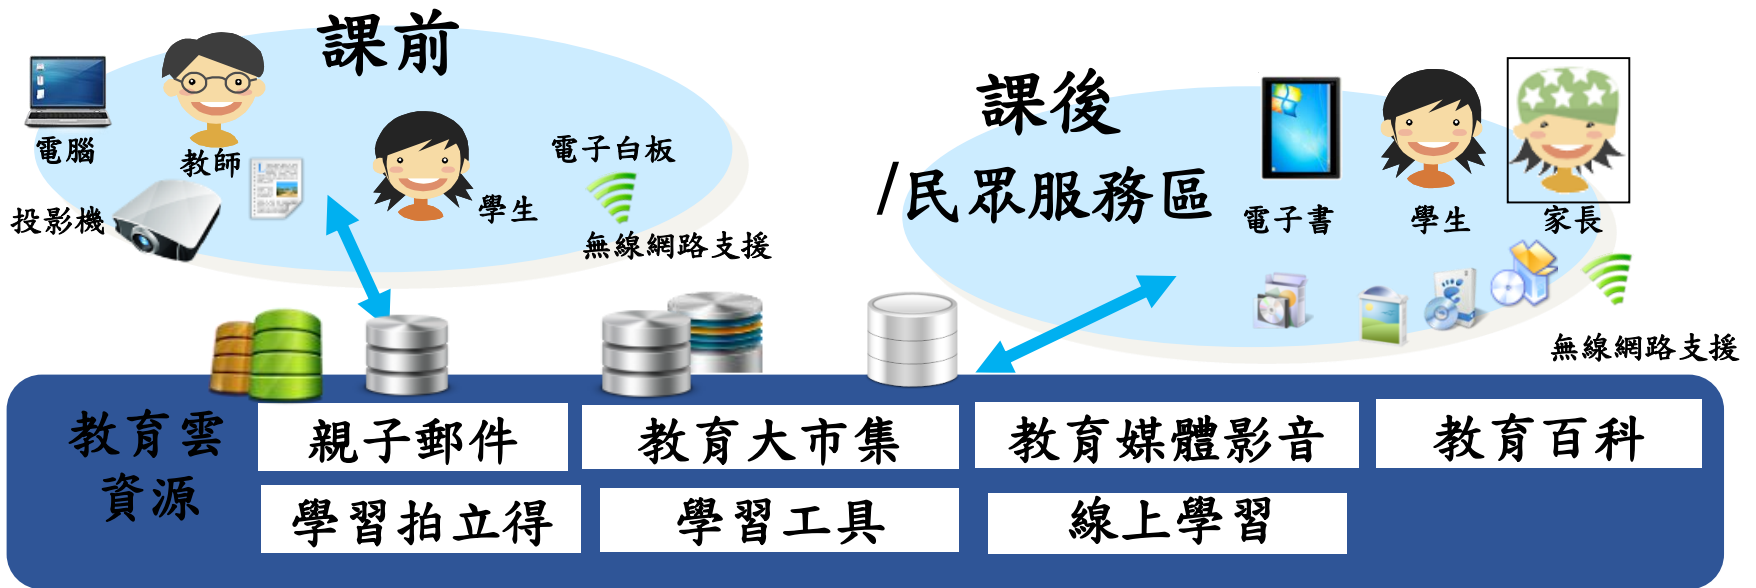 課前
電腦
教師
投影機
學生
電子白板
無線網路支援
課後
/民眾服務區
電子書
學生
家長
無線網路支援
教育雲
資源
親子郵件
教育大市集
教育媒體影音
教育百科
學習拍立得
學習工具
線上學習